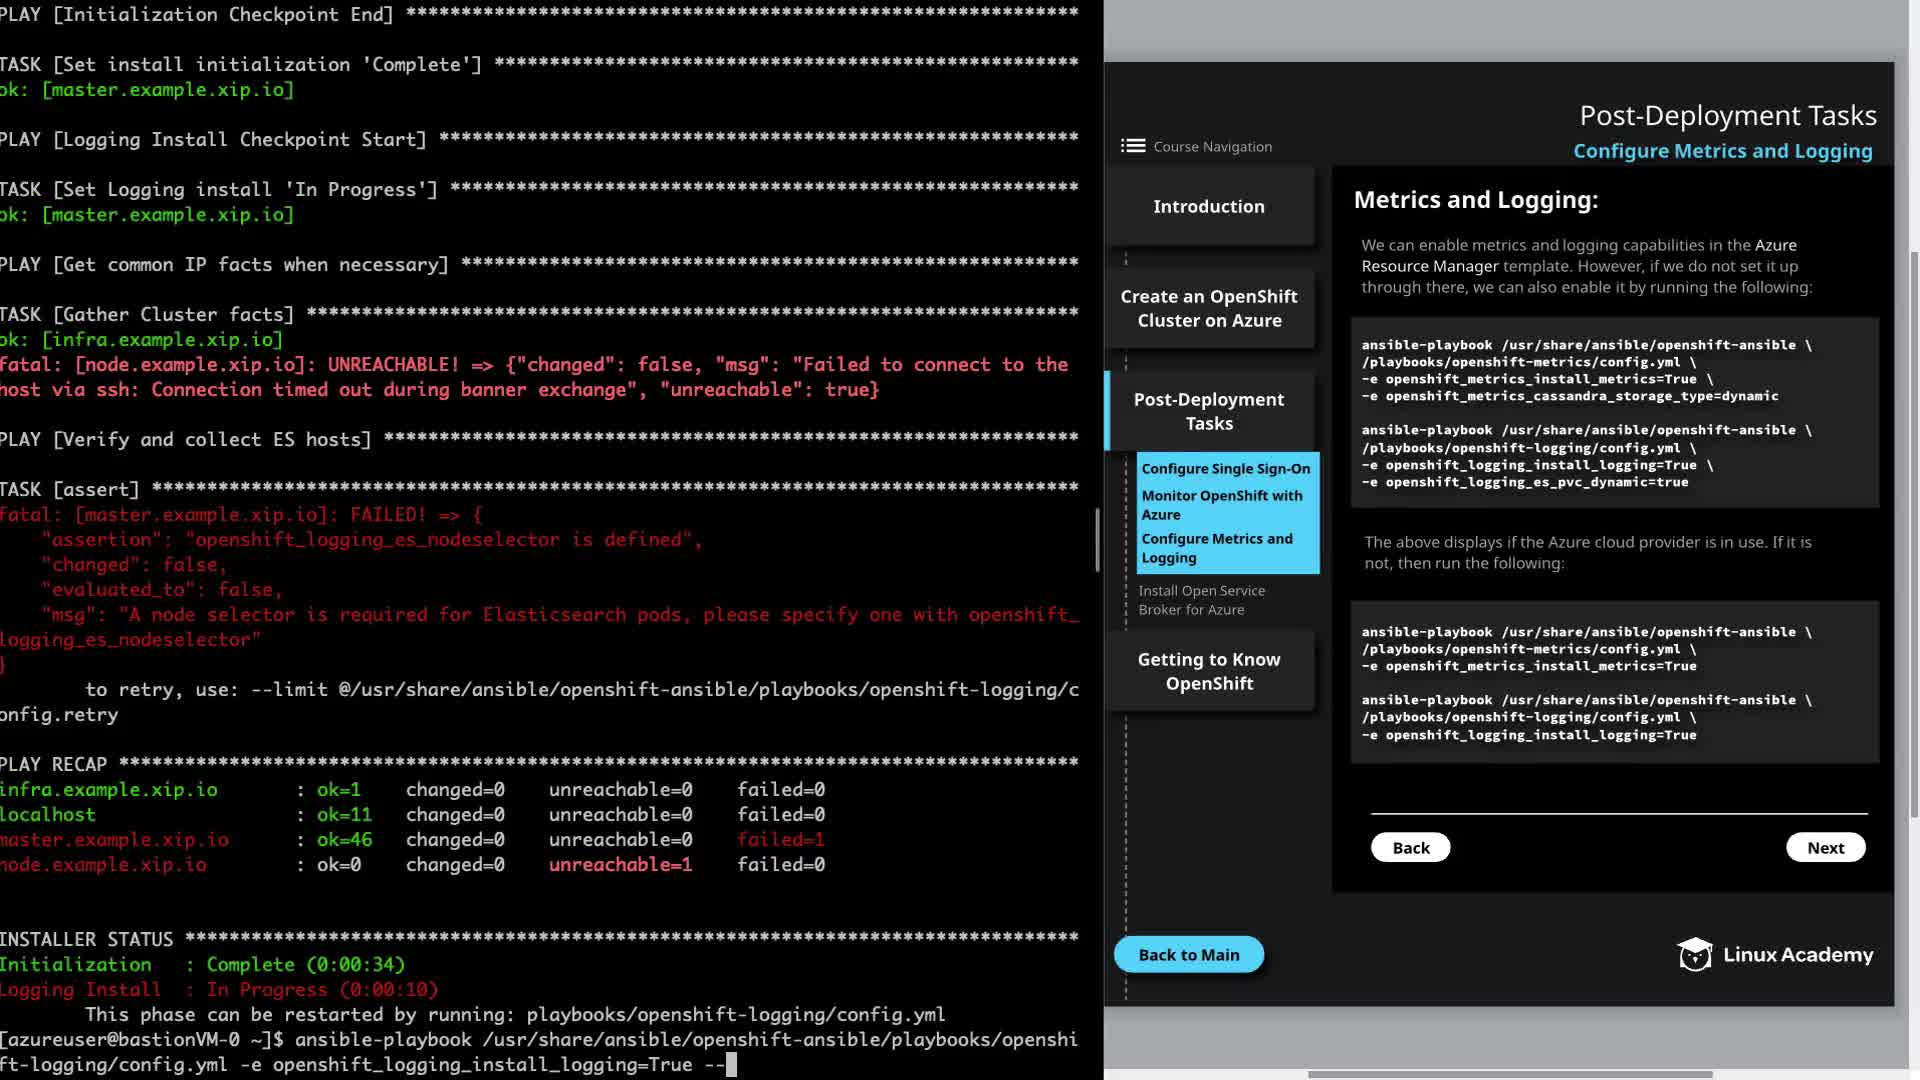 PLAY [Initialization Checkpoint End] **************************************************************
TASK [Set install initialization 'Complete'] ******************************************************
ok: [master.example.xip.io]
PLAY [Logging Install Checkpoint Start] ***********************************************************
TASK [Set Logging install 'In Progress'] **********************************************************
ok: [master.example.xip.io]
PLAY [Get common IP facts when necessary] *********************************************************
TASK [Gather Cluster facts] ***********************************************************************
ok: [infra.example.xip.io]
fatal: [node.example.xip.io]: UNREACHABLE! => {"changed": false, "msg": "Failed to connect to the
host via ssh: Connection timed out during banner exchange", "unreachable": true}
PLAY [Verify and collect ES hosts] ****************************************************************
TASK [assert] *************************************************************************************
fatal: [master.example.xip.io]: FAILED! => {
"assertion": "openshift_logging_es_nodeselector is defined",
"changed": false,
"evaluated_to": false,
"msg": "A node selector is required for Elasticsearch pods, please specify one with openshift_
logging_es_nodeselector"
}
to retry, use: --limit @/usr/share/ansible/openshift-ansible/playbooks/openshift-logging/c
onfig.retry
PLAY RECAP ****************************************************************************************
infra.example.xip.io : ok=1 changed=0 unreachable=0 failed=0
localhost : ok=11 changed=0 unreachable=0 failed=0
master.example.xip.io : ok=46 changed=0 unreachable=0 failed=1
node.example.xip.io : ok=0 changed=0 unreachable=1 failed=0
INSTALLER STATUS **********************************************************************************
Initialization : Complete (0:00:34)
Logging Install : In Progress (0:00:10)
This phase can be restarted by running: playbooks/openshift-logging/config.yml
[azureuser@bastionVM-0 ~]$ ansible-playbook /usr/share/ansible/openshift-ansible/playbooks/openshi
ft-logging/config.yml -e openshift_logging_install_logging=True --
Post-Deployment Tasks
Configure Metrics and Logging
Course Navigation
Introduction
Create an OpenShift
Cluster on Azure
Post-Deployment
Tasks
Configure Single Sign-On
Monitor OpenShift with
Azure
Configure Metrics and
Logging
Install Open Service
Broker for Azure
Getting to Know
OpenShift
Back to Main
Metrics and Logging:
We can enable metrics and logging capabilities in the Azure
Resource Manager template. However, if we do not set it up
through there, we can also enable it by running the following:
ansible-playbook /usr/share/ansible/openshift-ansible \
/playbooks/openshift-metrics/config.yml \
-e openshift_metrics_install_metrics=True \
-e openshift_metrics_cassandra_storage_type=dynamic
ansible-playbook /usr/share/ansible/openshift-ansible \
/playbooks/openshift-logging/config.yml \
-e openshift_logging_install_logging=True \
-e openshift_logging_es_pvc_dynamic=true
The above displays if the Azure cloud provider is in use. If it is
not, then run the following:
ansible-playbook /usr/share/ansible/openshift-ansible \
/playbooks/openshift-metrics/config.yml \
-e openshift_metrics_install_metrics=True
ansible-playbook /usr/share/ansible/openshift-ansible \
/playbooks/openshift-logging/config.yml \
-e openshift_logging_install_logging=True
Back
Next
Linux Academy